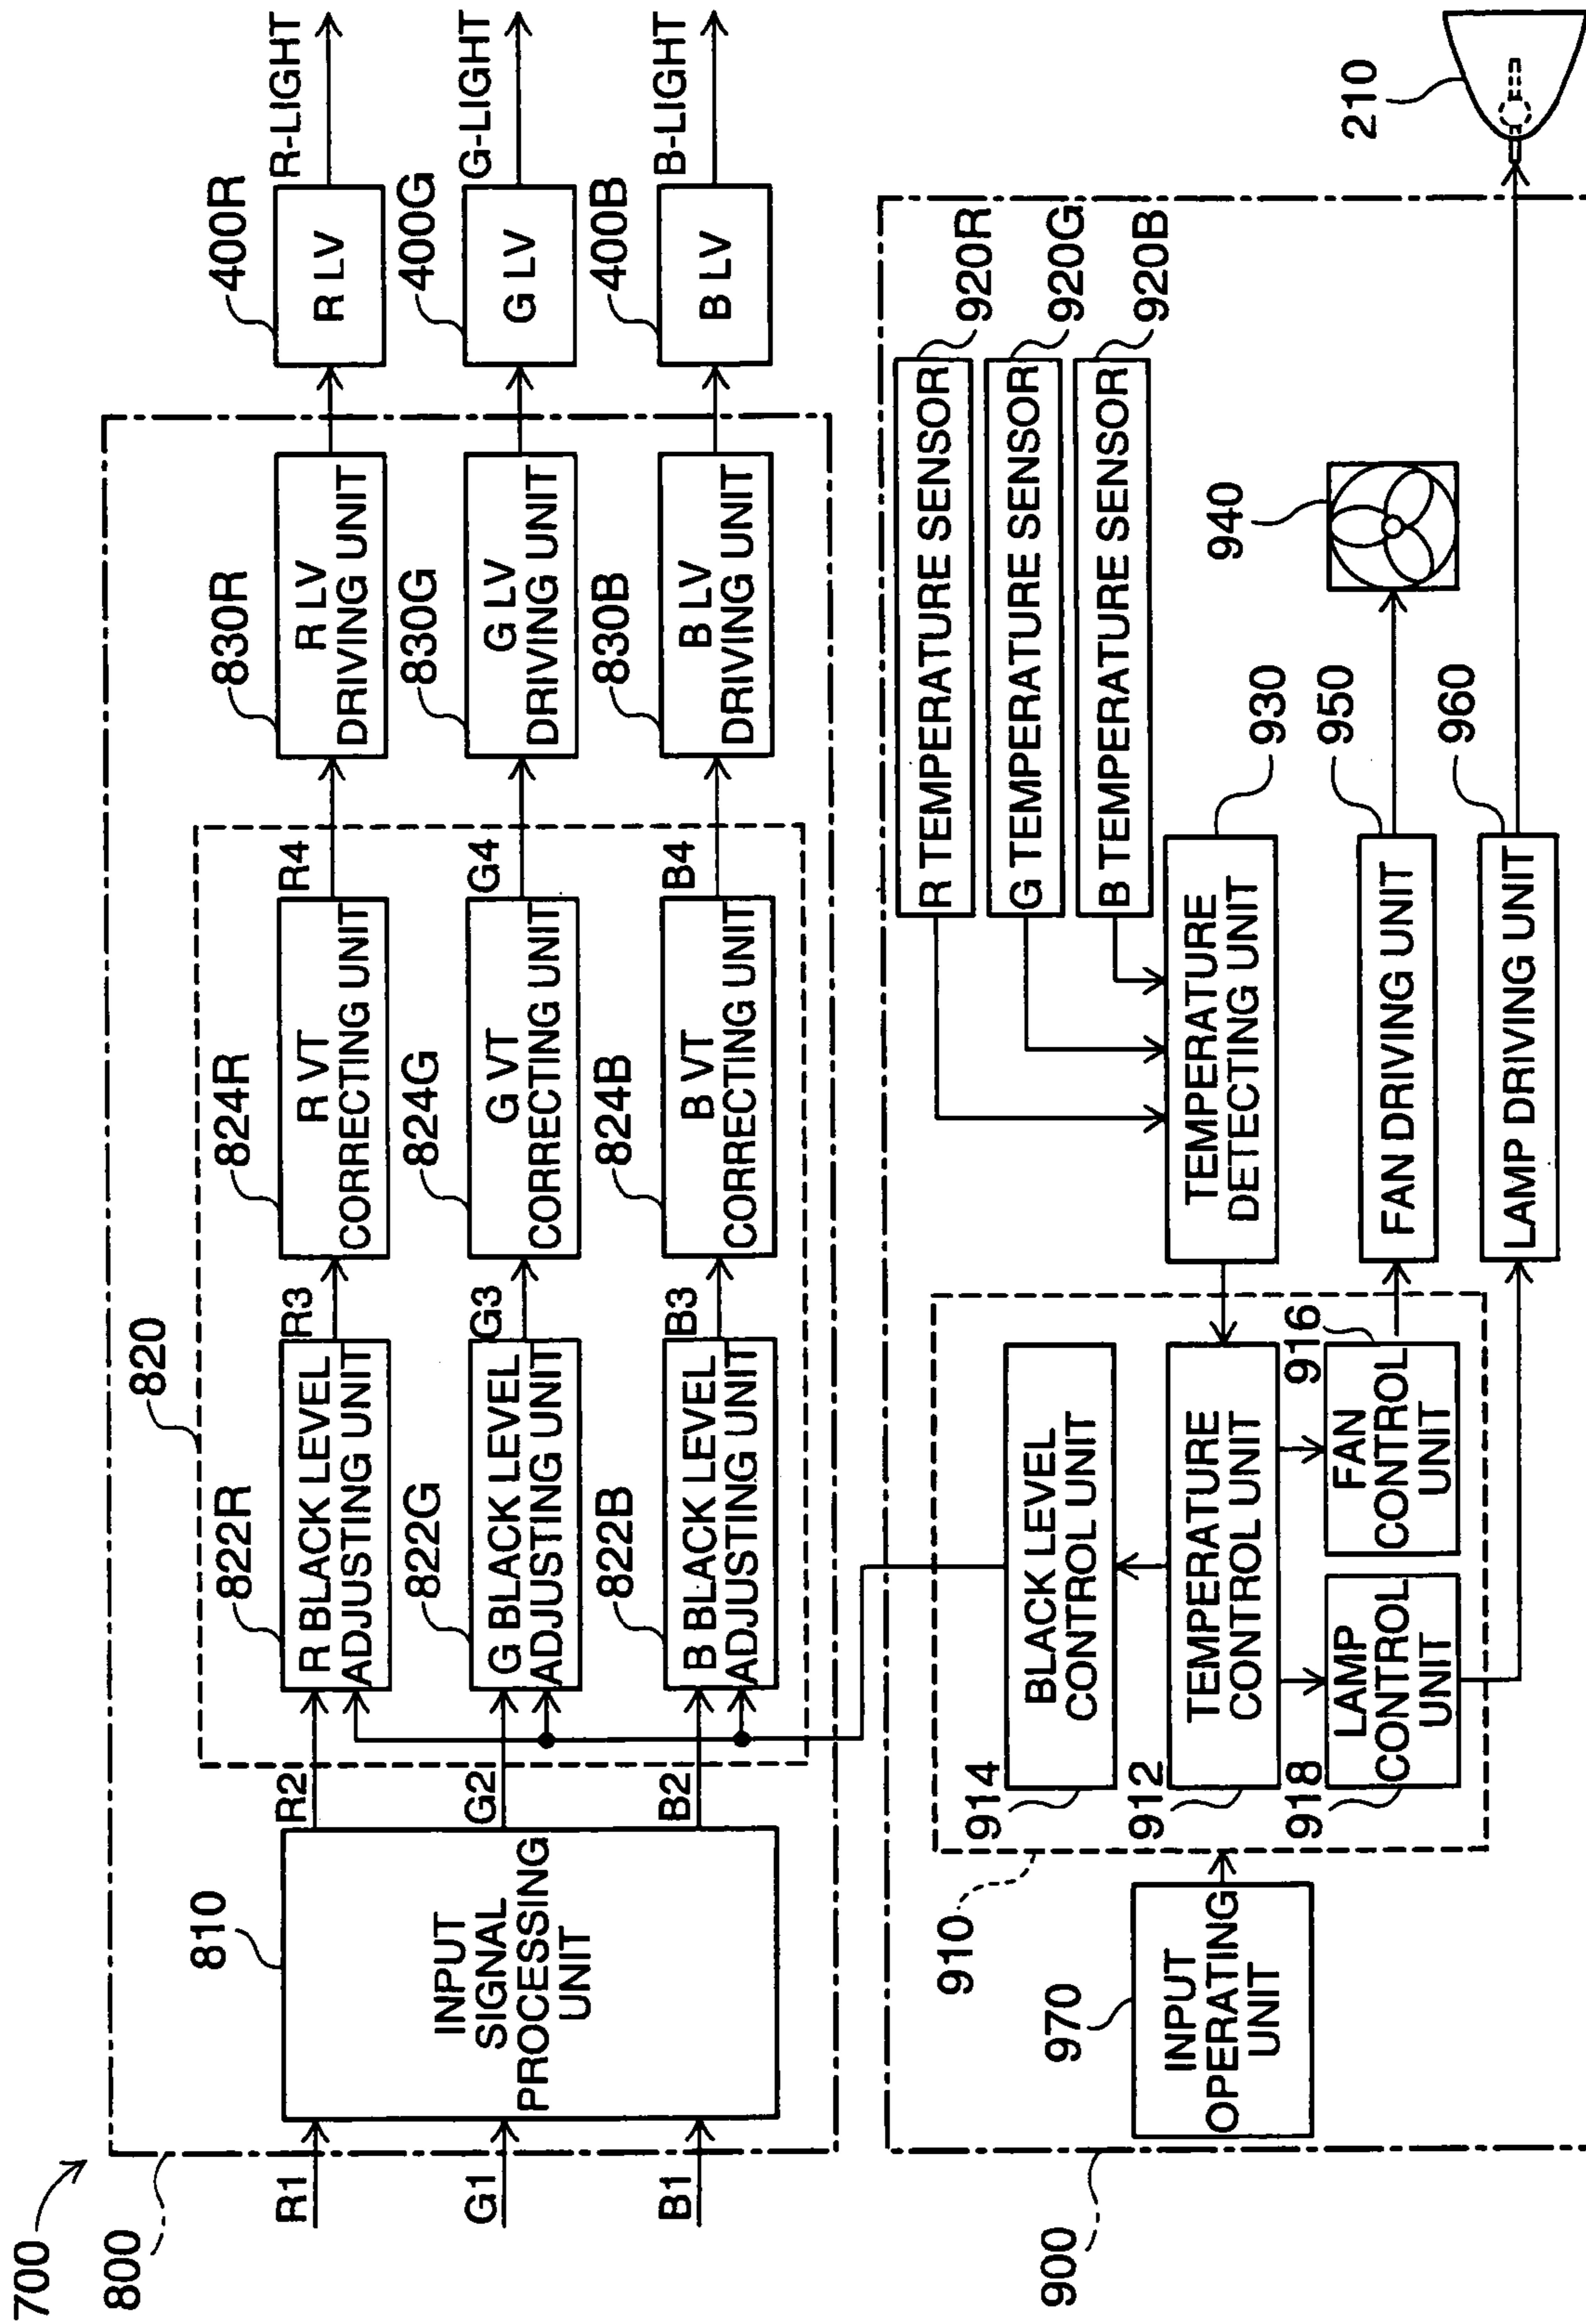 700
800
R1
G1
B1
810
INPUT
SIGNAL
PROCESSING
UNIT
R2
G2
B2
820
822R
R BLACK LEVEL
ADJUSTING UNIT
822G
G BLACK LEVEL
ADJUSTING UNIT
822B
B BLACK LEVEL
ADJUSTING UNIT
R3
G3
B3
824R
R VT
CORRECTING UNIT
824G
G VT
CORRECTING UNIT
824B
B VT
CORRECTING UNIT
R4
G4
B4
830R
R LV
DRIVING UNIT
830G
G LV
DRIVING UNIT
830B
B LV
DRIVING UNIT
400R
R LV
400G
G LV
400B
B LV
R-LIGHT
G-LIGHT
B-LIGHT
900
970
INPUT
OPERATING
UNIT
910
914
BLACK LEVEL
CONTROL UNIT
912
TEMPERATURE
CONTROL UNIT
918
LAMP
CONTROL
UNIT
916
FAN
CONTROL
UNIT
R TEMPERATURE SENSOR
920R
G TEMPERATURE SENSOR
920G
B TEMPERATURE SENSOR
920B
930
TEMPERATURE
DETECTING UNIT
950
FAN DRIVING UNIT
940
960
LAMP DRIVING UNIT
210